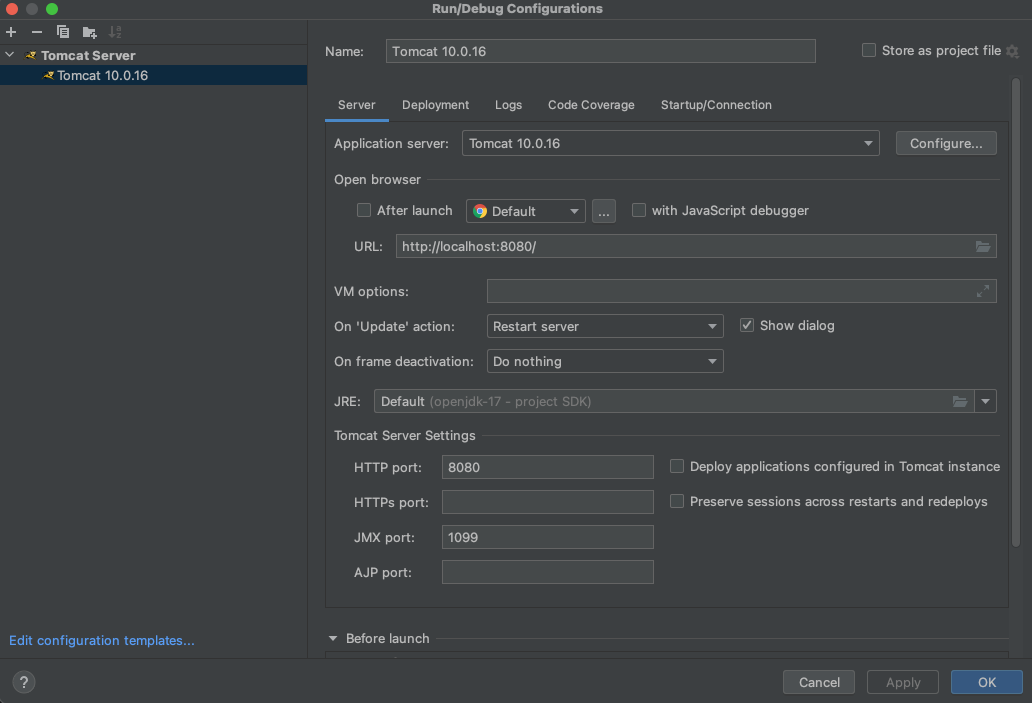 Run/Debug Configurations
Tomcat Server
Tomcat 10.0.16
Name: Tomcat 10.0.16 Store as project file
Server Deployment Logs Code Coverage Startup/Connection
Application server: Tomcat 10.0.16 Configure...
Open browser
After launch Default ... with JavaScript debugger
URL: http://localhost:8080/
VM options:
On 'Update' action: Restart server Show dialog
On frame deactivation: Do nothing
JRE: Default (openjdk-17 - project SDK)
Tomcat Server Settings
HTTP port: 8080 Deploy applications configured in Tomcat instance
HTTPs port: Preserve sessions across restarts and redeploys
JMX port: 1099
AJP port:
Before launch
Edit configuration templates...
? Cancel Apply OK